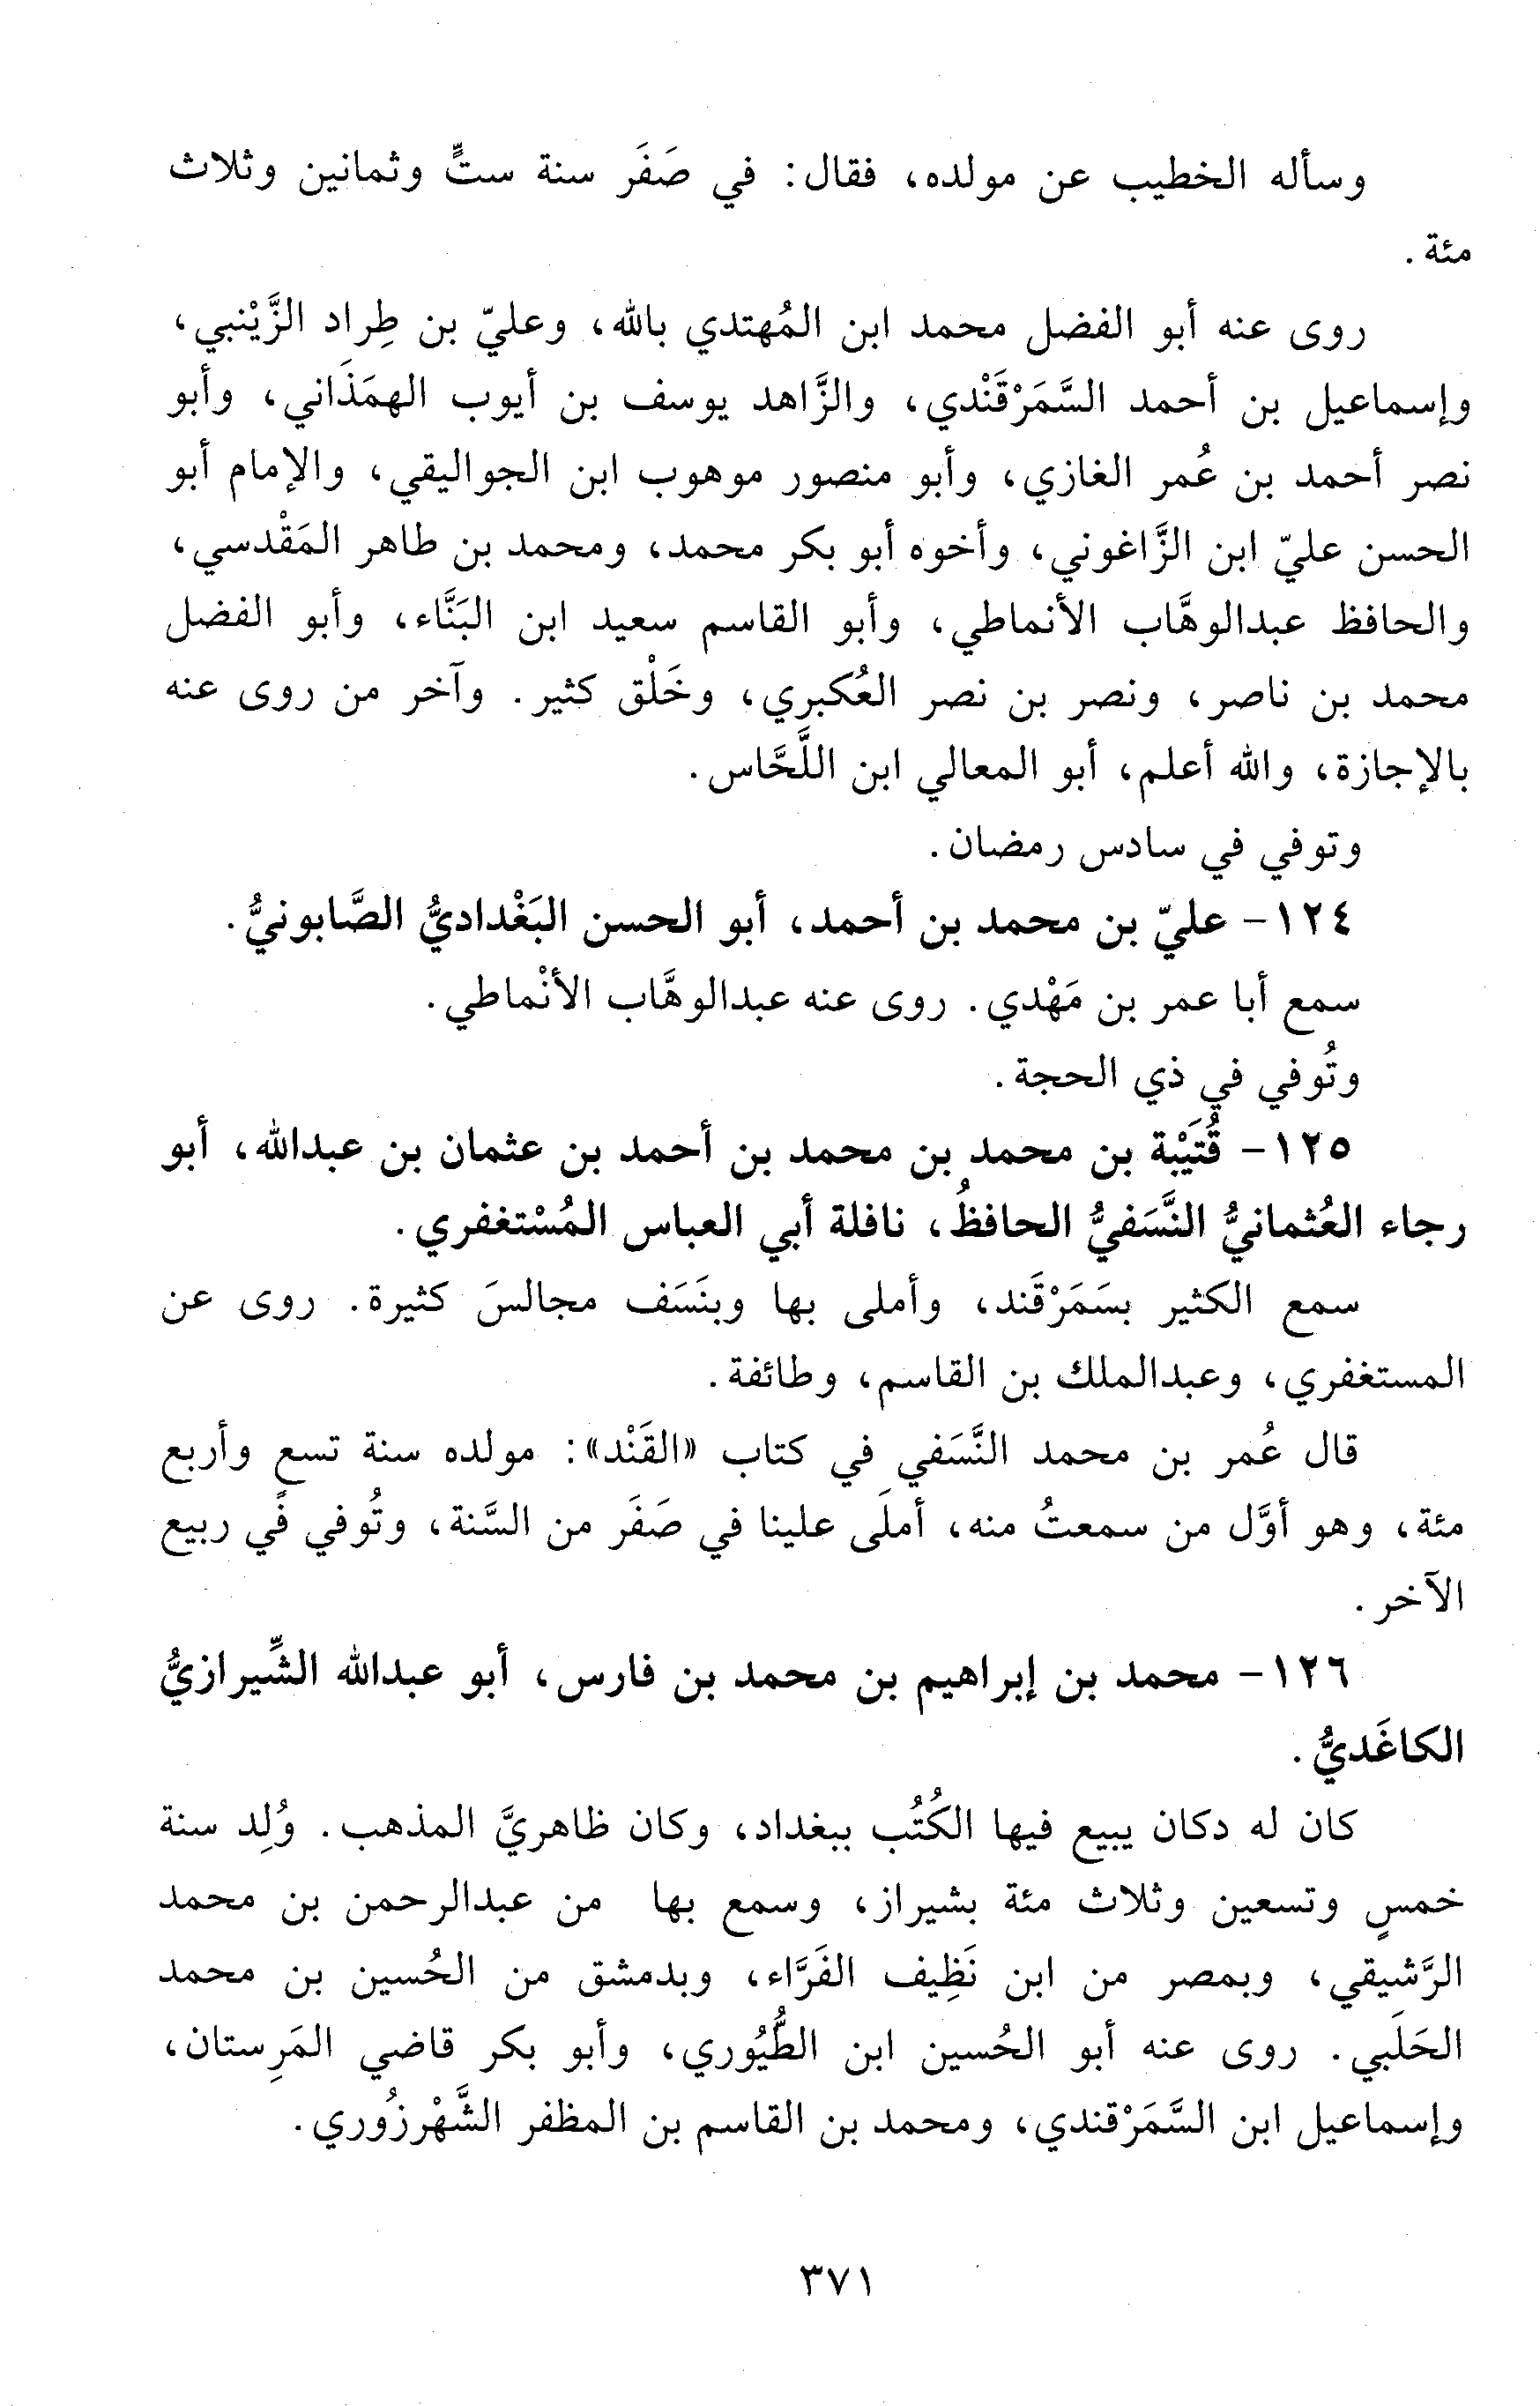 وسأله الخطيب عن مولده، فقال: في صَفَر سنة ستٍّ وثمانين وثلاث
مئة.
روى عنه أبو الفضل محمد ابن المُهتدي بالله، وعليّ بن طِراد الزَّيْنبي،
وإسماعيل بن أحمد السَّمَرْقَنْدي، والزَّاهد يوسف بن أيوب الهمَذَاني، وأبو
نصر أحمد بن عُمر الغازي، وأبو منصور موهوب ابن الجواليقي، والإمام أبو
الحسن عليّ ابن الزَّاغوني، وأخوه أبو بكر محمد، ومحمد بن طاهر المَقْدسي،
والحافظ عبدالوهَّاب الأنماطي، وأبو القاسم سعيد ابن البَنَّاء، وأبو الفضل
محمد بن ناصر، ونصر بن نصر العُكبري، وخَلْق كثير. وآخر من روى عنه
بالإجازة، والله أعلم، أبو المعالي ابن اللَّحَّاس.
وتوفي في سادس رمضان.
١٢٤- عليّ بن محمد بن أحمد، أبو الحسن البَغْداديُّ الصَّابونيُّ.
سمع أبا عمر بن مَهْدي. روى عنه عبدالوهَّاب الأنْماطي.
وتُوفي في ذي الحجة.
١٢٥- قُتَيْبة بن محمد بن محمد بن أحمد بن عثمان بن عبدالله، أبو
رجاء العُثمانيُّ النَّسَفيُّ الحافظُ، نافلة أبي العباس المُسْتغفري.
سمع الكثير بسَمَرْقَند، وأملى بها وبنَسَف مجالسَ كثيرة. روى عن
المستغفري، وعبدالملك بن القاسم، وطائفة.
قال عُمر بن محمد النَّسَفي في كتاب «القَنْد»: مولده سنة تسع وأربع
مئة، وهو أوَّل من سمعتُ منه، أملَى علينا في صَفَر من السَّنة، وتُوفي في ربيع
الآخر.
١٢٦- محمد بن إبراهيم بن محمد بن فارس، أبو عبدالله الشِّيرازيُّ
الكاغَديُّ.
كان له دكان يبيع فيها الكُتُب ببغداد، وكان ظاهريَّ المذهب. وُلِد سنة
خمسٍ وتسعين وثلاث مئة بشيراز، وسمع بها من عبدالرحمن بن محمد
الرَّشيقي، وبمصر من ابن نَظِيف الفَرَّاء، وبدمشق من الحُسين بن محمد
الحَلَبي. روى عنه أبو الحُسين ابن الطُّيُوري، وأبو بكر قاضي المَرِستان،
وإسماعيل ابن السَّمَرْقندي، ومحمد بن القاسم بن المظفر الشَّهْرزُوري.
٣٧١